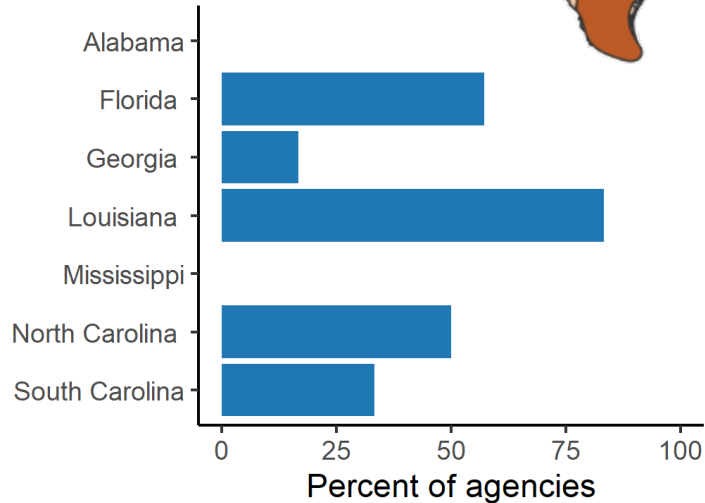 Alabama
Florida
Georgia
Louisiana
Mississippi
North Carolina
South Carolina
0 25 50 75 100
Percent of agencies